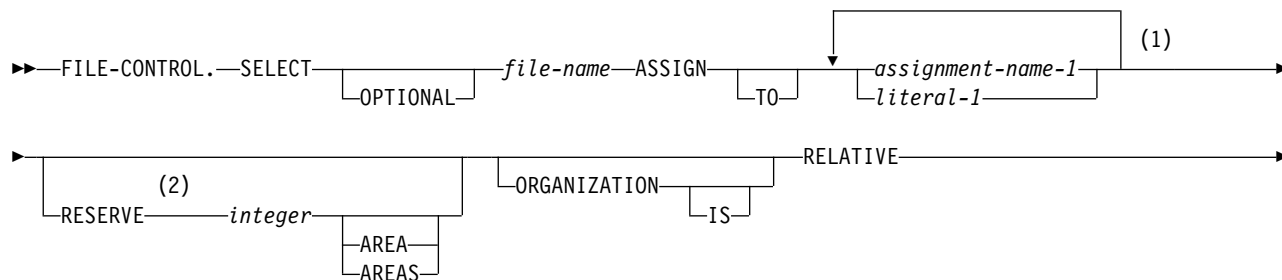 (1)
FILE-CONTROL. SELECT file-name ASSIGN assignment-name-1
OPTIONAL TO literal-1
(2) RELATIVE
RESERVE integer ORGANIZATION
AREA IS
AREAS